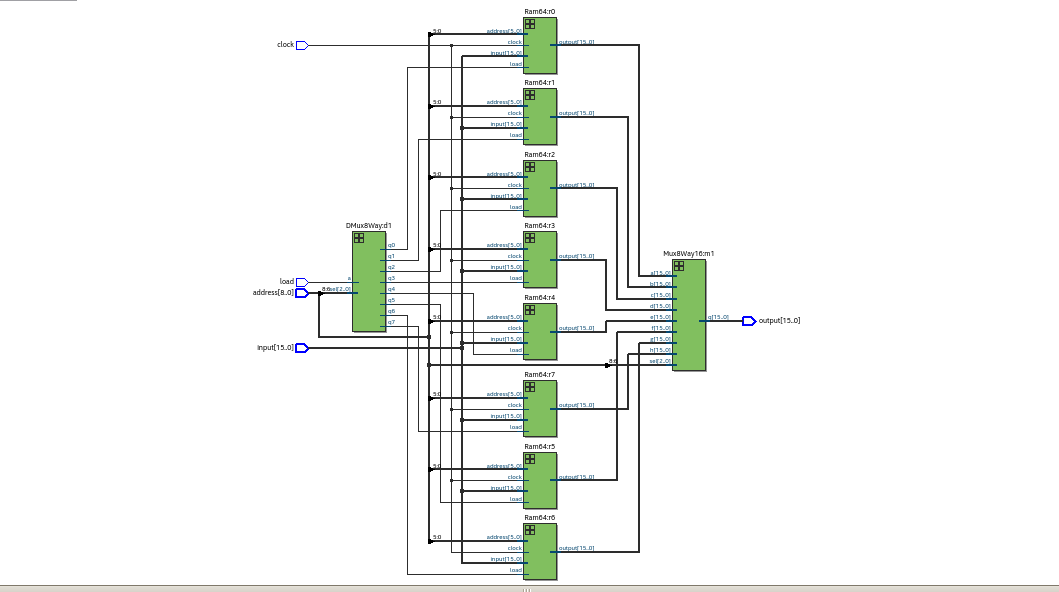 clock
load
address[8..0]
input[15..0]
DMux8Way:d1
a
8:6
sel[2..0]
q0
q1
q2
q3
q4
q5
q6
q7
Ram64:r0
5:0
address[5..0]
clock
input[15..0]
load
output[15..0]
Ram64:r1
5:0
address[5..0]
clock
input[15..0]
load
output[15..0]
Ram64:r2
5:0
address[5..0]
clock
input[15..0]
load
output[15..0]
Ram64:r3
5:0
address[5..0]
clock
input[15..0]
load
output[15..0]
Ram64:r4
5:0
address[5..0]
clock
input[15..0]
load
output[15..0]
Ram64:r7
5:0
address[5..0]
clock
input[15..0]
load
output[15..0]
Ram64:r5
5:0
address[5..0]
clock
input[15..0]
load
output[15..0]
Ram64:r6
5:0
address[5..0]
clock
input[15..0]
load
output[15..0]
Mux8Way16:m1
a[15..0]
b[15..0]
c[15..0]
d[15..0]
e[15..0]
f[15..0]
g[15..0]
h[15..0]
8:6
sel[2..0]
q[15..0]
output[15..0]